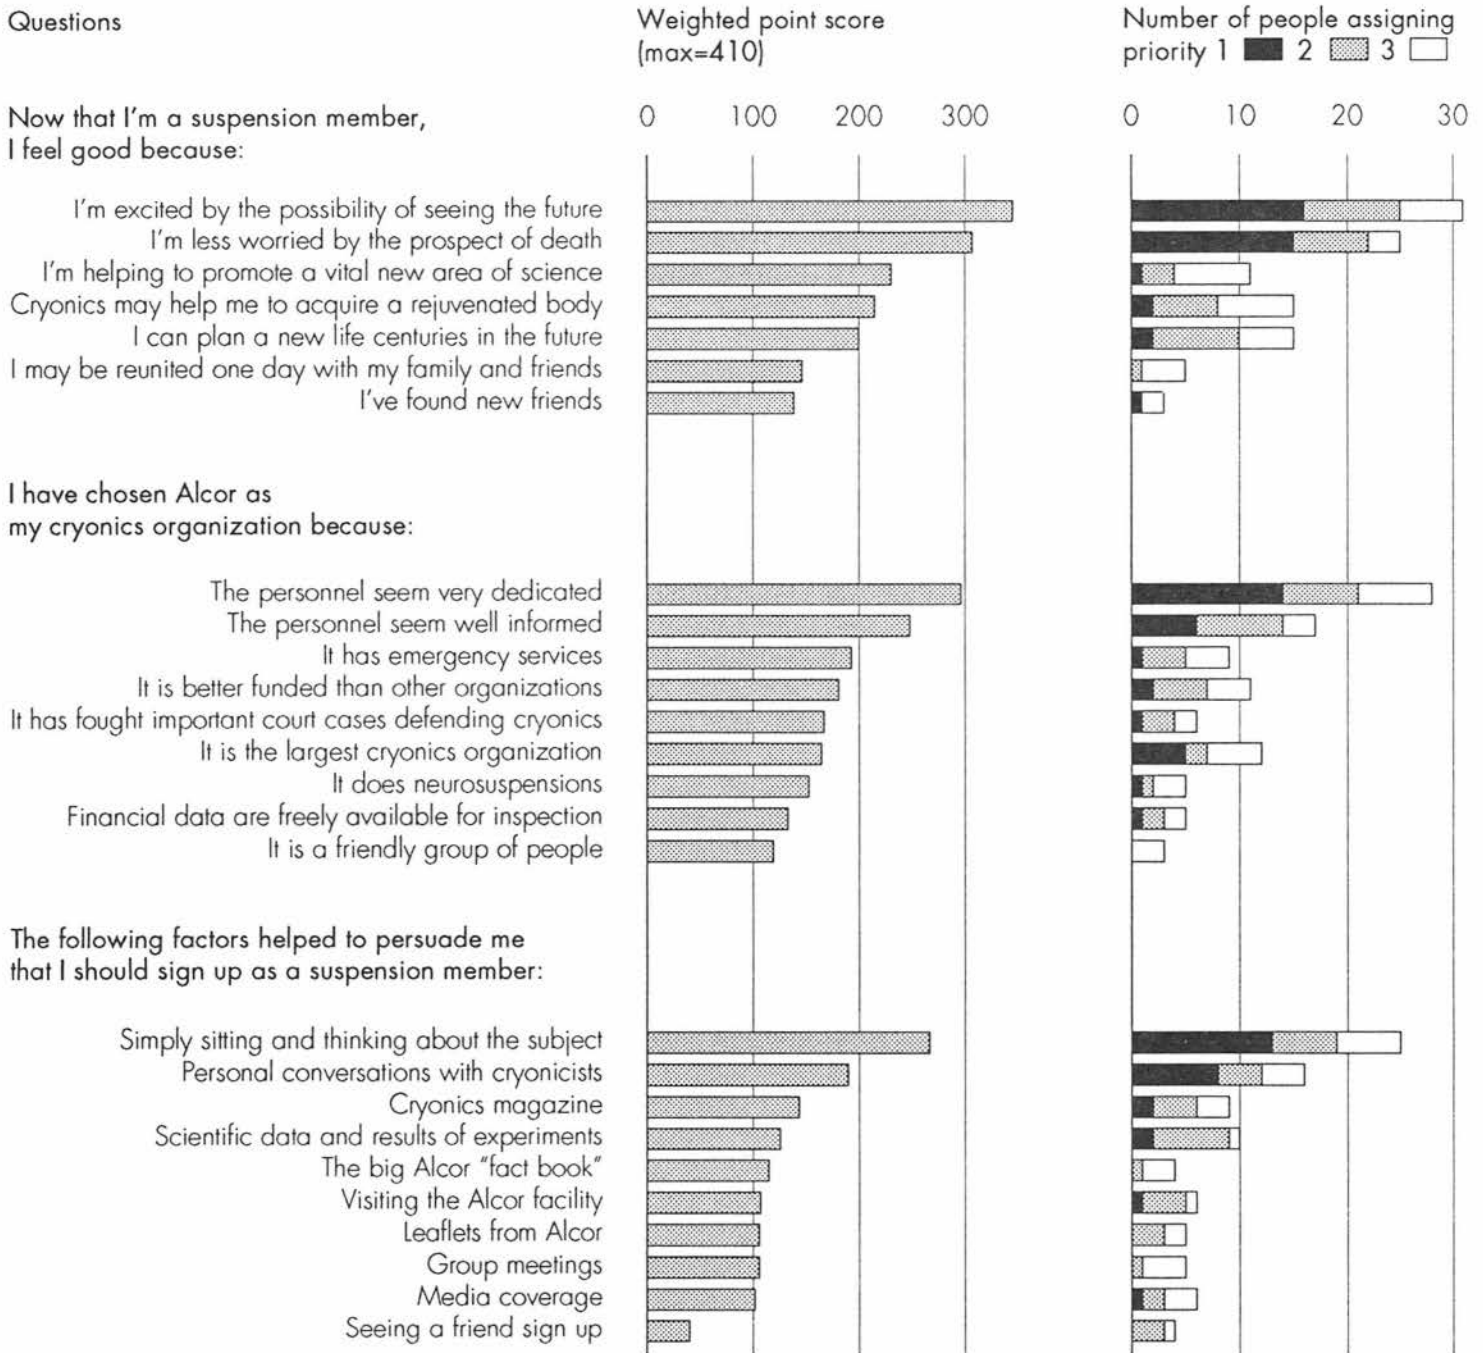 Questions
Weighted point score
(max=410)
Number of people assigning
priority 1 2 3
Now that I'm a suspension member,
I feel good because:
0 100 200 300
0 10 20 30
I'm excited by the possibility of seeing the future
I'm less worried by the prospect of death
I'm helping to promote a vital new area of science
Cryonics may help me to acquire a rejuvenated body
I can plan a new life centuries in the future
I may be reunited one day with my family and friends
I've found new friends
I have chosen Alcor as
my cryonics organization because:
The personnel seem very dedicated
The personnel seem well informed
It has emergency services
It is better funded than other organizations
It has fought important court cases defending cryonics
It is the largest cryonics organization
It does neurosuspensions
Financial data are freely available for inspection
It is a friendly group of people
The following factors helped to persuade me
that I should sign up as a suspension member:
Simply sitting and thinking about the subject
Personal conversations with cryonicists
Cryonics magazine
Scientific data and results of experiments
The big Alcor "fact book"
Visiting the Alcor facility
Leaflets from Alcor
Group meetings
Media coverage
Seeing a friend sign up